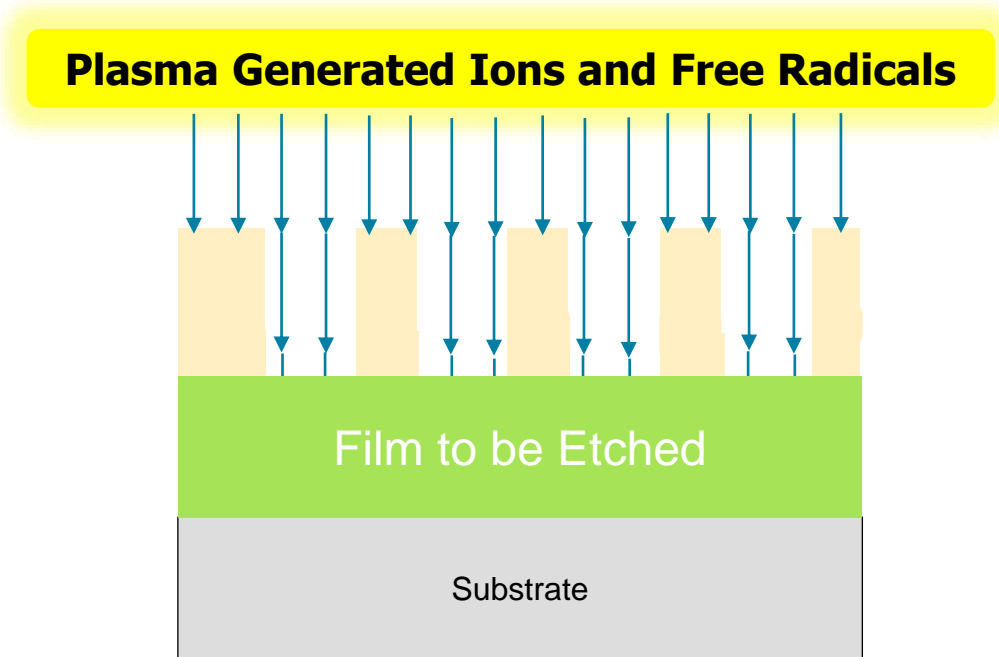 Plasma Generated Ions and Free Radicals
Film to be Etched
Substrate